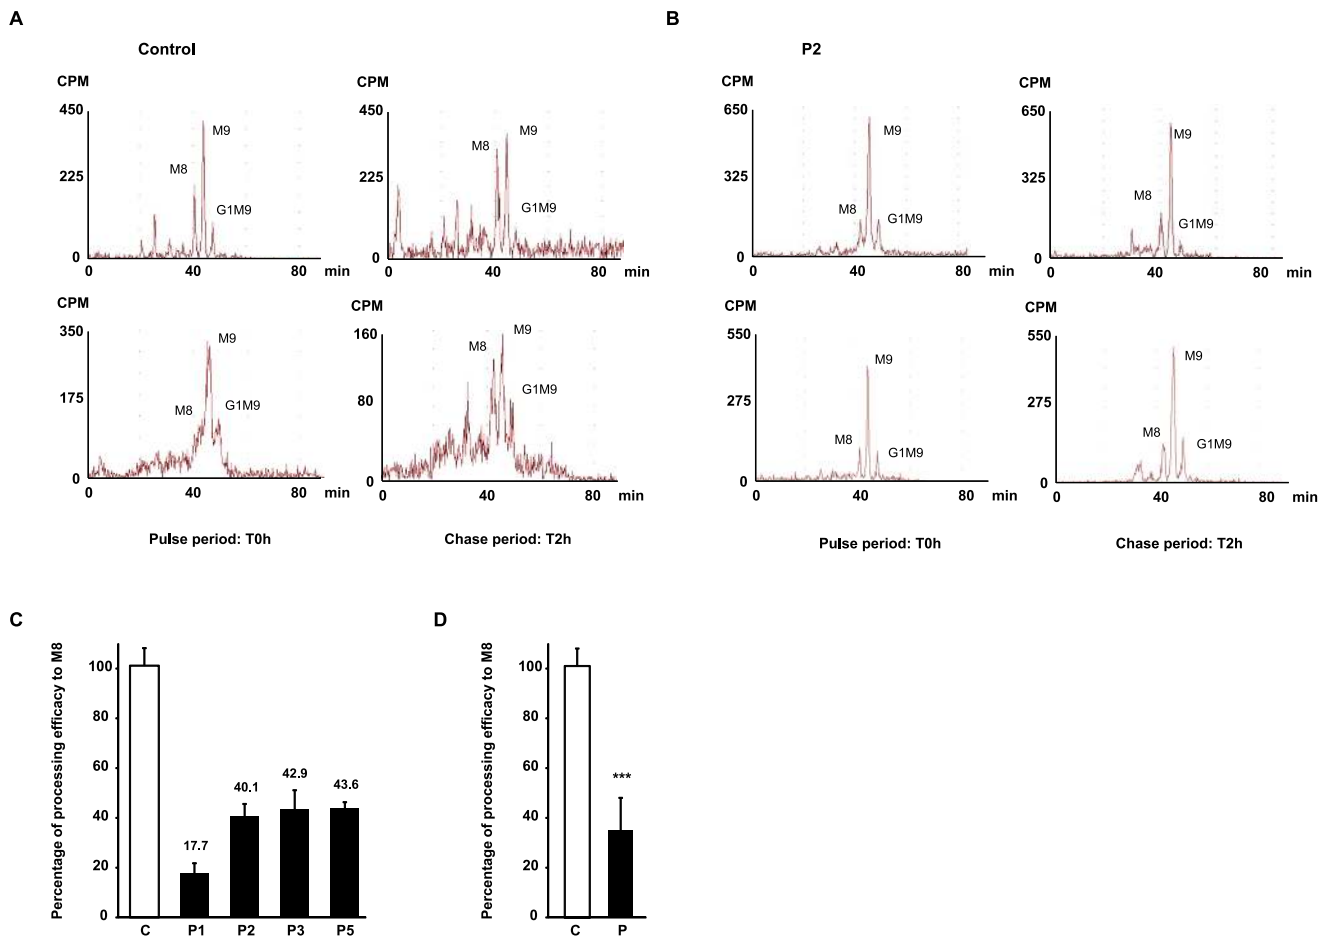 A
B
Control
P2
CPM
CPM
CPM
CPM
450
225
0
0
40
80
min
M8
M9
G1M9
450
225
0
0
40
80
min
M8
M9
G1M9
650
325
0
0
40
80
min
M8
M9
G1M9
650
325
0
0
40
80
min
M8
M9
G1M9
CPM
CPM
CPM
CPM
350
175
0
0
40
80
min
M8
M9
G1M9
160
80
0
0
40
80
min
M8
M9
G1M9
550
275
0
0
40
80
min
M8
M9
G1M9
550
275
0
0
40
80
min
M8
M9
G1M9
Pulse period: T0h
Chase period: T2h
Pulse period: T0h
Chase period: T2h
C
D
Percentage of processing efficacy to M8
100
80
60
40
20
0
17.7
40.1
42.9
43.6
C
P1
P2
P3
P5
Percentage of processing efficacy to M8
100
80
60
40
20
0
***
C
P